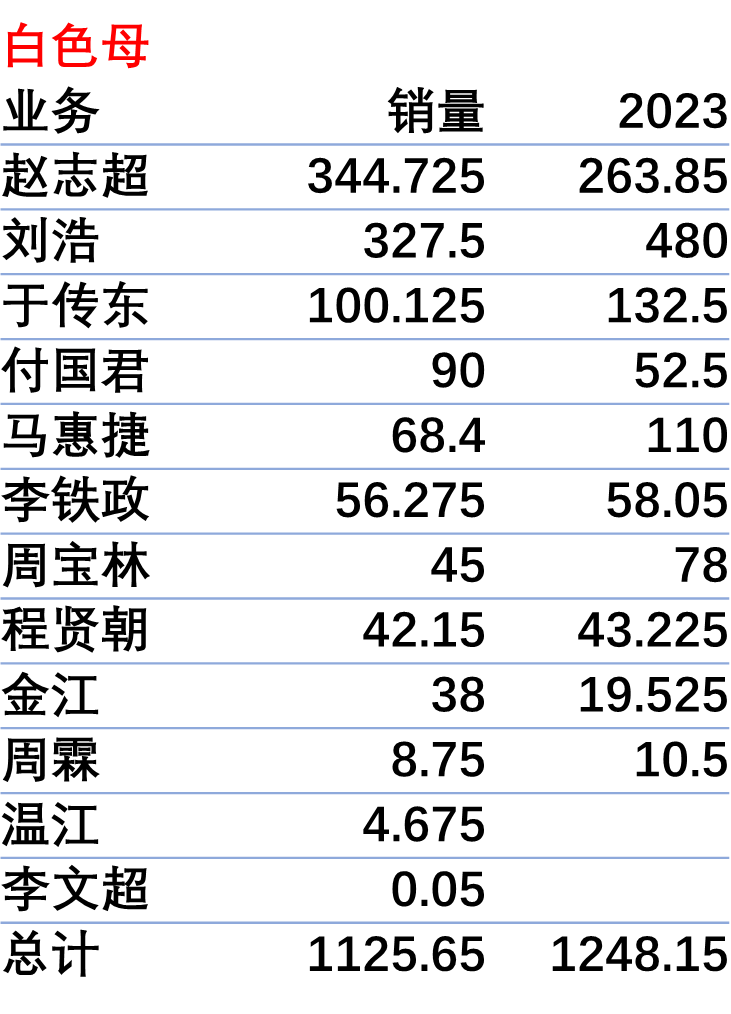 白色母
业务 销量 2023
赵志超 344.725 263.85
刘浩 327.5 480
于传东 100.125 132.5
付国君 90 52.5
马惠捷 68.4 110
李铁政 56.275 58.05
周宝林 45 78
程贤朝 42.15 43.225
金江 38 19.525
周霖 8.75 10.5
温江 4.675
李文超 0.05
总计 1125.65 1248.15